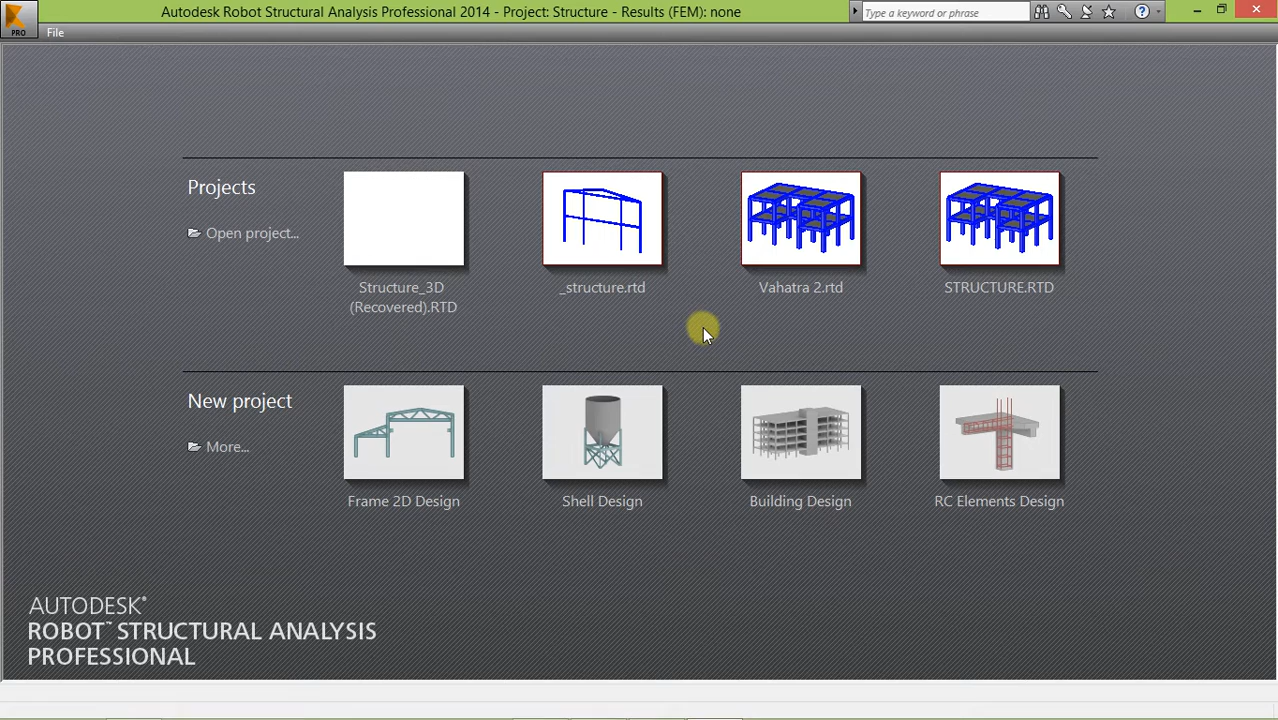 Autodesk Robot Structural Analysis Professional 2014 - Project: Structure - Results (FEM): none
Type a keyword or phrase
PRO
File
Projects
Open project...
Structure_3D
(Recovered).RTD
_structure.rtd
Vahatra 2.rtd
STRUCTURE.RTD
New project
More...
Frame 2D Design
Shell Design
Building Design
RC Elements Design
AUTODESK®
ROBOT™ STRUCTURAL ANALYSIS
PROFESSIONAL